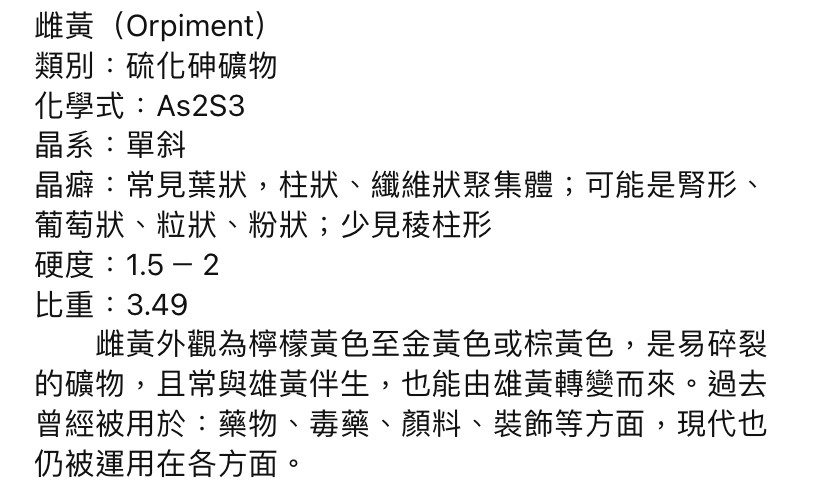 雌黃（Orpiment）
類別：硫化砷礦物
化學式：As2S3
晶系：單斜
晶癖：常見葉狀，柱狀、纖維狀聚集體；可能是腎形、
葡萄狀、粒狀、粉狀；少見稜柱形
硬度：1.5 – 2
比重：3.49
　　雌黃外觀為檸檬黃色至金黃色或棕黃色，是易碎裂
的礦物，且常與雄黃伴生，也能由雄黃轉變而來。過去
曾經被用於：藥物、毒藥、顏料、裝飾等方面，現代也
仍被運用在各方面。